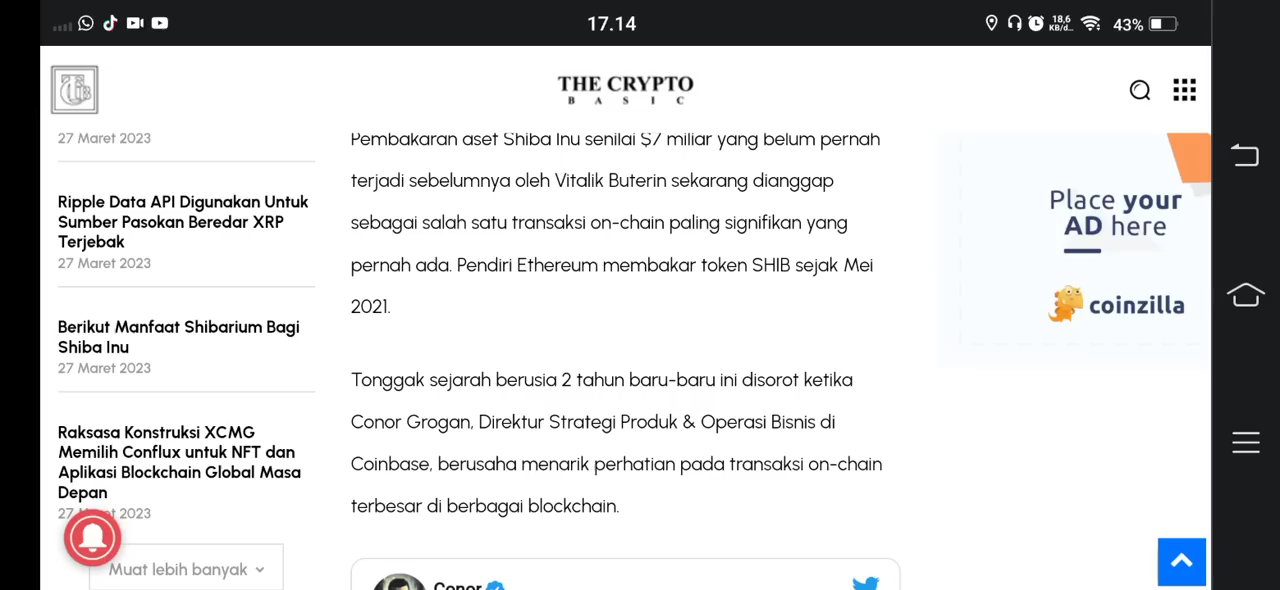 17.14
18,6
KB/d...
43%
THE CRYPTO
BASIC
27 Maret 2023
Ripple Data API Digunakan Untuk
Sumber Pasokan Beredar XRP
Terjebak
27 Maret 2023
Berikut Manfaat Shibarium Bagi
Shiba Inu
27 Maret 2023
Raksasa Konstruksi XCMG
Memilih Conflux untuk NFT dan
Aplikasi Blockchain Global Masa
Depan
27 2023
Muat lebih banyak
Pembakaran aset Shiba Inu senilai $7 miliar yang belum pernah
terjadi sebelumnya oleh Vitalik Buterin sekarang dianggap
sebagai salah satu transaksi on-chain paling signifikan yang
pernah ada. Pendiri Ethereum membakar token SHIB sejak Mei
2021.
Tonggak sejarah berusia 2 tahun baru-baru ini disorot ketika
Conor Grogan, Direktur Strategi Produk & Operasi Bisnis di
Coinbase, berusaha menarik perhatian pada transaksi on-chain
terbesar di berbagai blockchain.
Conor
Place your
AD here
coinzilla